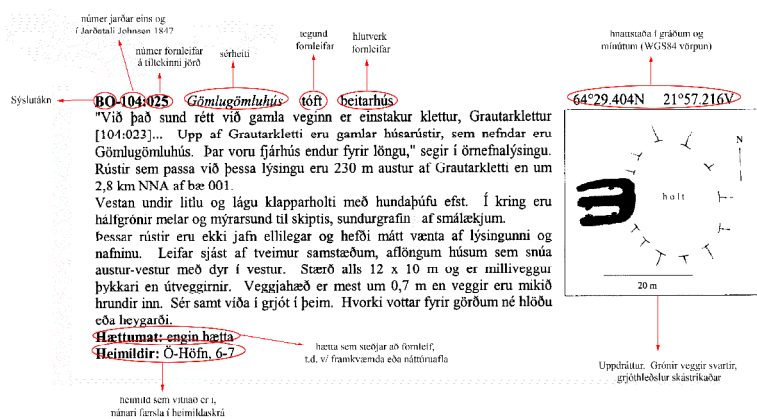 númer jarðar eins og
í Jarðatali Johnsen 1847
númer fornleifar
á tiltekinni jörð
sérheiti
tegund
fornleifar
hlutverk
fornleifar
hnattstaða í gráðum og
mínútum (WGS84 vörpun)
Sýslutákn
BO-104:025 Gömlugömluhús tóft beitarhús
64°29.404N 21°57.216V
"Við það sund rétt við gamla veginn er einstakur klettur, Grautarklettur
[104:023]... Upp af Grautarkletti eru gamlar húsarústir, sem nefndar eru
Gömlugömluhús. Þar voru fjárhús endur fyrir löngu," segir í örnefnalýsingu.
Rústir sem passa við þessa lýsingu eru 230 m austur af Grautarkletti en um
2,8 km NNA af bæ 001.
Vestan undir litlu og lágu klapparholti með hundaþúfu efst. Í kring eru
hálfgrónir melar og mýrarsund til skiptis, sundurgrafin af smálækjum.
Þessar rústir eru ekki jafn ellilegar og hefði mátt vænta af lýsingunni og
nafninu. Leifar sjást af tveimur samstæðum, aflöngum húsum sem snúa
austur-vestur með dyr í vestur. Stærð alls 12 x 10 m og er milliveggur
þykkari en útveggirnir. Veggjahæð er mest um 0,7 m en veggir eru mikið
hrundir inn. Sér samt víða í grjót í þeim. Hvorki vottar fyrir görðum né hlöðu
eða heygarði.
Hættumat: engin hætta
Heimildir: Ö-Höfn, 6-7
N
holt
20 m
hætta sem steðjar að fornleif,
t.d. v/ framkvæmda eða náttúruafla
Uppdráttur. Grónir veggir svartir,
grjóthleðslur skástrikaðar
heimild sem vitnað er í,
nánari færsla í heimildaskrá